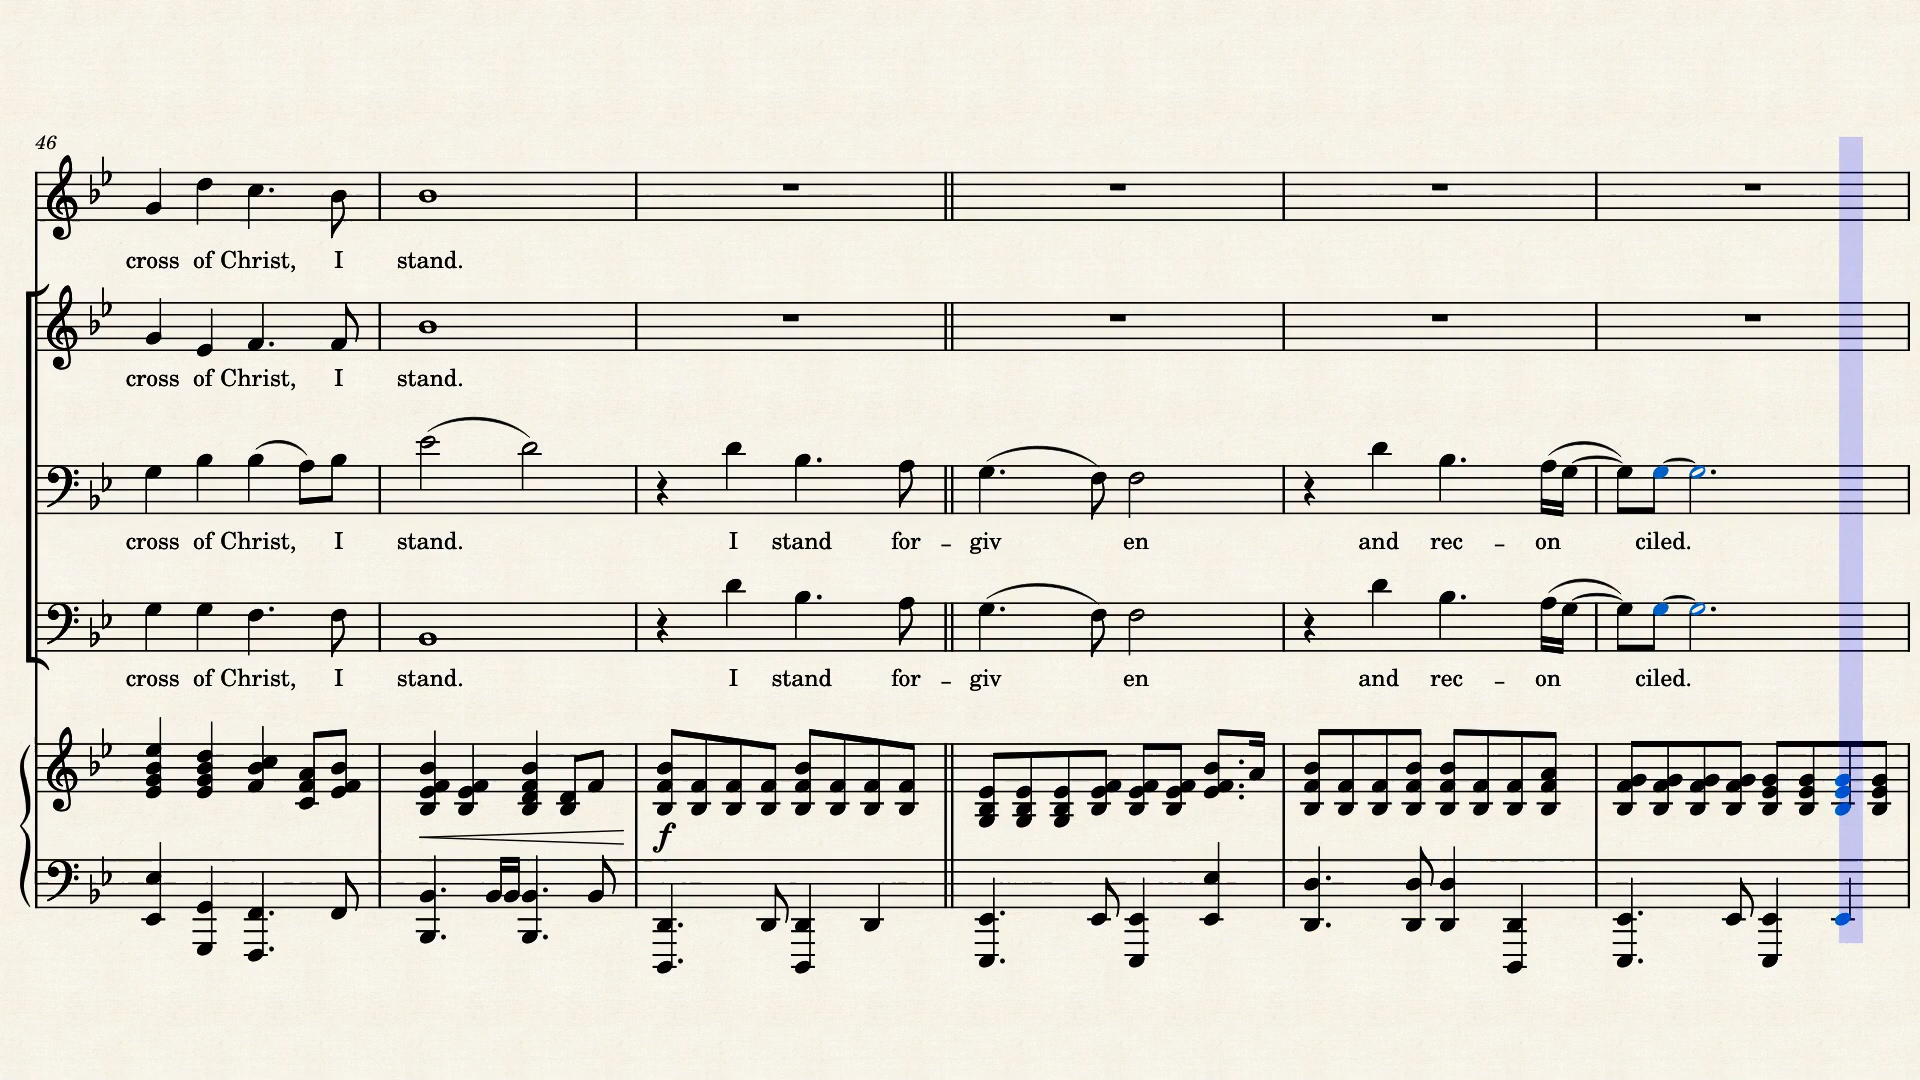 46
cross of Christ, I stand.
cross of Christ, I stand.
cross of Christ, I stand. I stand for - giv en and rec - on ciled.
cross of Christ, I stand. I stand for - giv en and rec - on ciled.
f